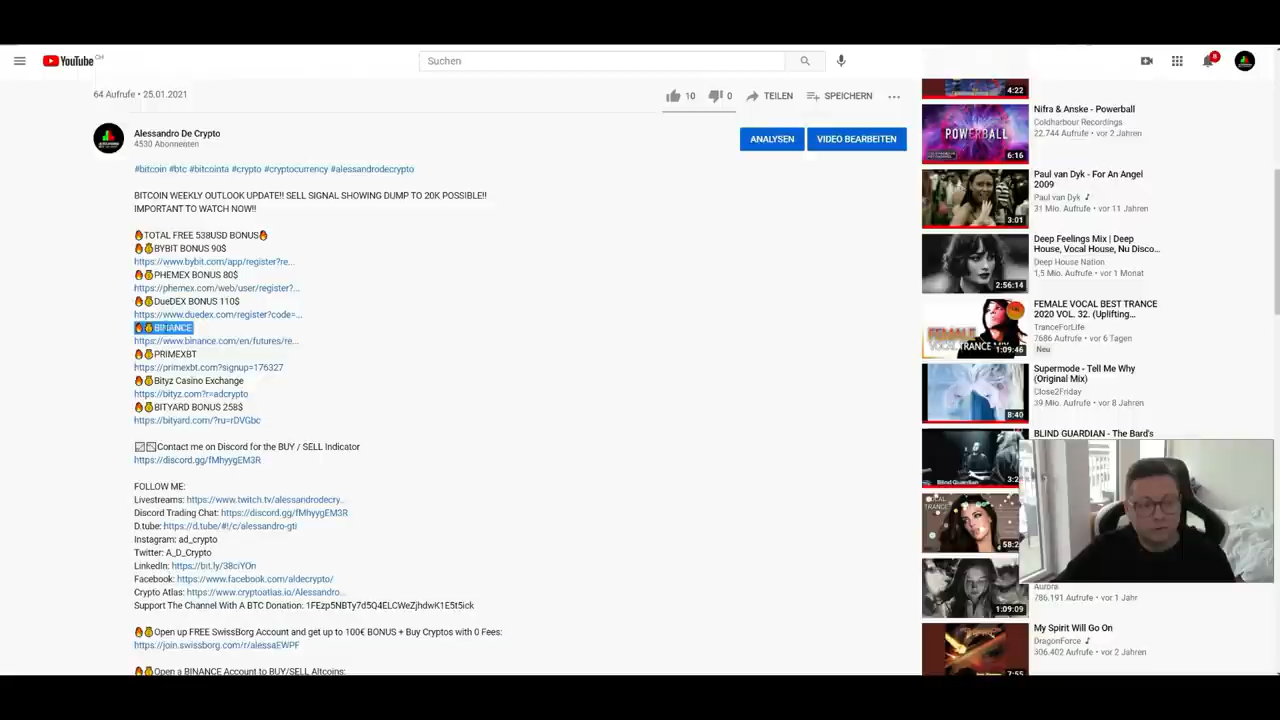 YouTube CH
Suchen
8
64 Aufrufe • 25.01.2021
10
0
TEILEN
SPEICHERN
Alessandro De Crypto
4530 Abonnenten
ANALYSEN
VIDEO BEARBEITEN
#bitcoin #btc #bitcointa #crypto #cryptocurrency #alessandrodecrypto
BITCOIN WEEKLY OUTLOOK UPDATE!! SELL SIGNAL SHOWING DUMP TO 20K POSSIBLE!!
IMPORTANT TO WATCH NOW!!
🔥TOTAL FREE 538USD BONUS🔥
🔥💰BYBIT BONUS 90$
https://www.bybit.com/app/register?re...
🔥💰PHEMEX BONUS 80$
https://phemex.com/web/user/register?...
🔥💰DueDEX BONUS 110$
https://www.duedex.com/register?code=...
🔥💰BINANCE
https://www.binance.com/en/futures/re...
🔥💰PRIMEXBT
https://primexbt.com?signup=176327
🔥💰Bityz Casino Exchange
https://bityz.com?r=adcrypto
🔥💰BITYARD BONUS 258$
https://bityard.com/?ru=rDVGbc
📈📉Contact me on Discord for the BUY / SELL Indicator
https://discord.gg/fMhyygEM3R
FOLLOW ME:
Livestreams: https://www.twitch.tv/alessandrodecry...
Discord Trading Chat: https://discord.gg/fMhyygEM3R
D.tube: https://d.tube/#!/c/alessandro-gti
Instagram: ad_crypto
Twitter: A_D_Crypto
LinkedIn: https://bit.ly/38ciYOn
Facebook: https://www.facebook.com/aldecrypto/
Crypto Atlas: https://www.cryptoatlas.io/Alessandro...
Support The Channel With A BTC Donation: 1FEzp5NBTy7d5Q4ELCWeZjhdwK1E5t5ick
🔥💰Open up FREE SwissBorg Account and get up to 100€ BONUS + Buy Cryptos with 0 Fees:
https://join.swissborg.com/r/alessaEWPF
🔥💰Open a BINANCE Account to BUY/SELL Altcoins:
4:22
POWERBALL
6:16
Nifra & Anske - Powerball
Coldharbour Recordings
22.744 Aufrufe • vor 2 Jahren
3:01
Paul van Dyk - For An Angel
2009
Paul van Dyk ♪
31 Mio. Aufrufe • vor 11 Jahren
2:56:14
Deep Feelings Mix | Deep
House, Vocal House, Nu Disco...
Deep House Nation
1,5 Mio. Aufrufe • vor 1 Monat
FEMALE
VOCAL TRANCE MIX
1:09:46
FEMALE VOCAL BEST TRANCE
2020 VOL. 32. (Uplifting...
TranceForLife
7686 Aufrufe • vor 6 Tagen
Neu
8:40
Supermode - Tell Me Why
(Original Mix)
Close2Friday
39 Mio. Aufrufe • vor 8 Jahren
Blind Guardian
BLIND GUARDIAN - The Bard's
VOCAL
TRANCE
58:2
1:09:09
Aurora
786.191 Aufrufe • vor 1 Jahr
7:55
My Spirit Will Go On
DragonForce ♪
306.402 Aufrufe • vor 2 Jahren